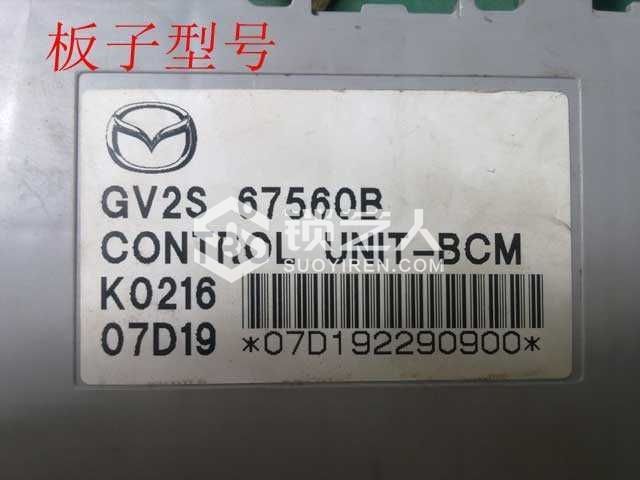 板子型号
GV2S 67560B
CONTROL UNIT-BCM
锁艺人
SUOYIREN.COM
K0216
07D19
*07D192290900*